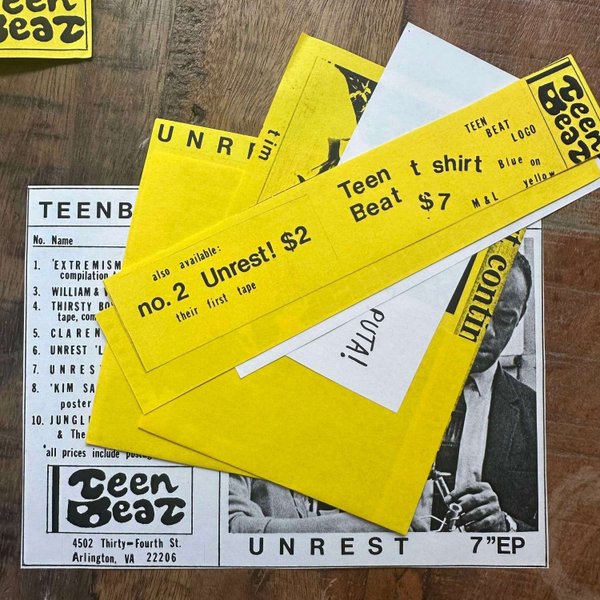 Teen
Beat
UNRE
tim
TEEN
BEAT
LOGO
Teen
Beat
Teen t shirt Blue on
Beat $7 M & L yellow
also available:
no. 2 Unrest! $2
their first tape
contin
PUTA!
TEENB
No. Name
1. 'EXTREMISM
compilation
3. WILLIAM &
4. THIRSTY BO
tape, com
5. CLAREN
6. UNREST 'L
7. UNREST
8. 'KIM SA
poster
10. JUNGL
& The
*all prices include postag
Teen
Beat
4502 Thirty-Fourth St.
Arlington, VA 22206
UNREST 7"EP